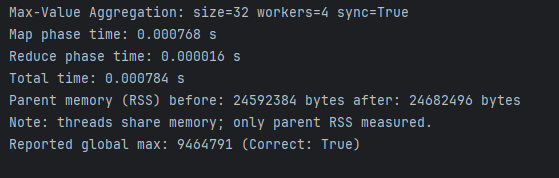 Max-Value Aggregation: size=32 workers=4 sync=True
Map phase time: 0.000768 s
Reduce phase time: 0.000016 s
Total time: 0.000784 s
Parent memory (RSS) before: 24592384 bytes after: 24682496 bytes
Note: threads share memory; only parent RSS measured.
Reported global max: 9464791 (Correct: True)